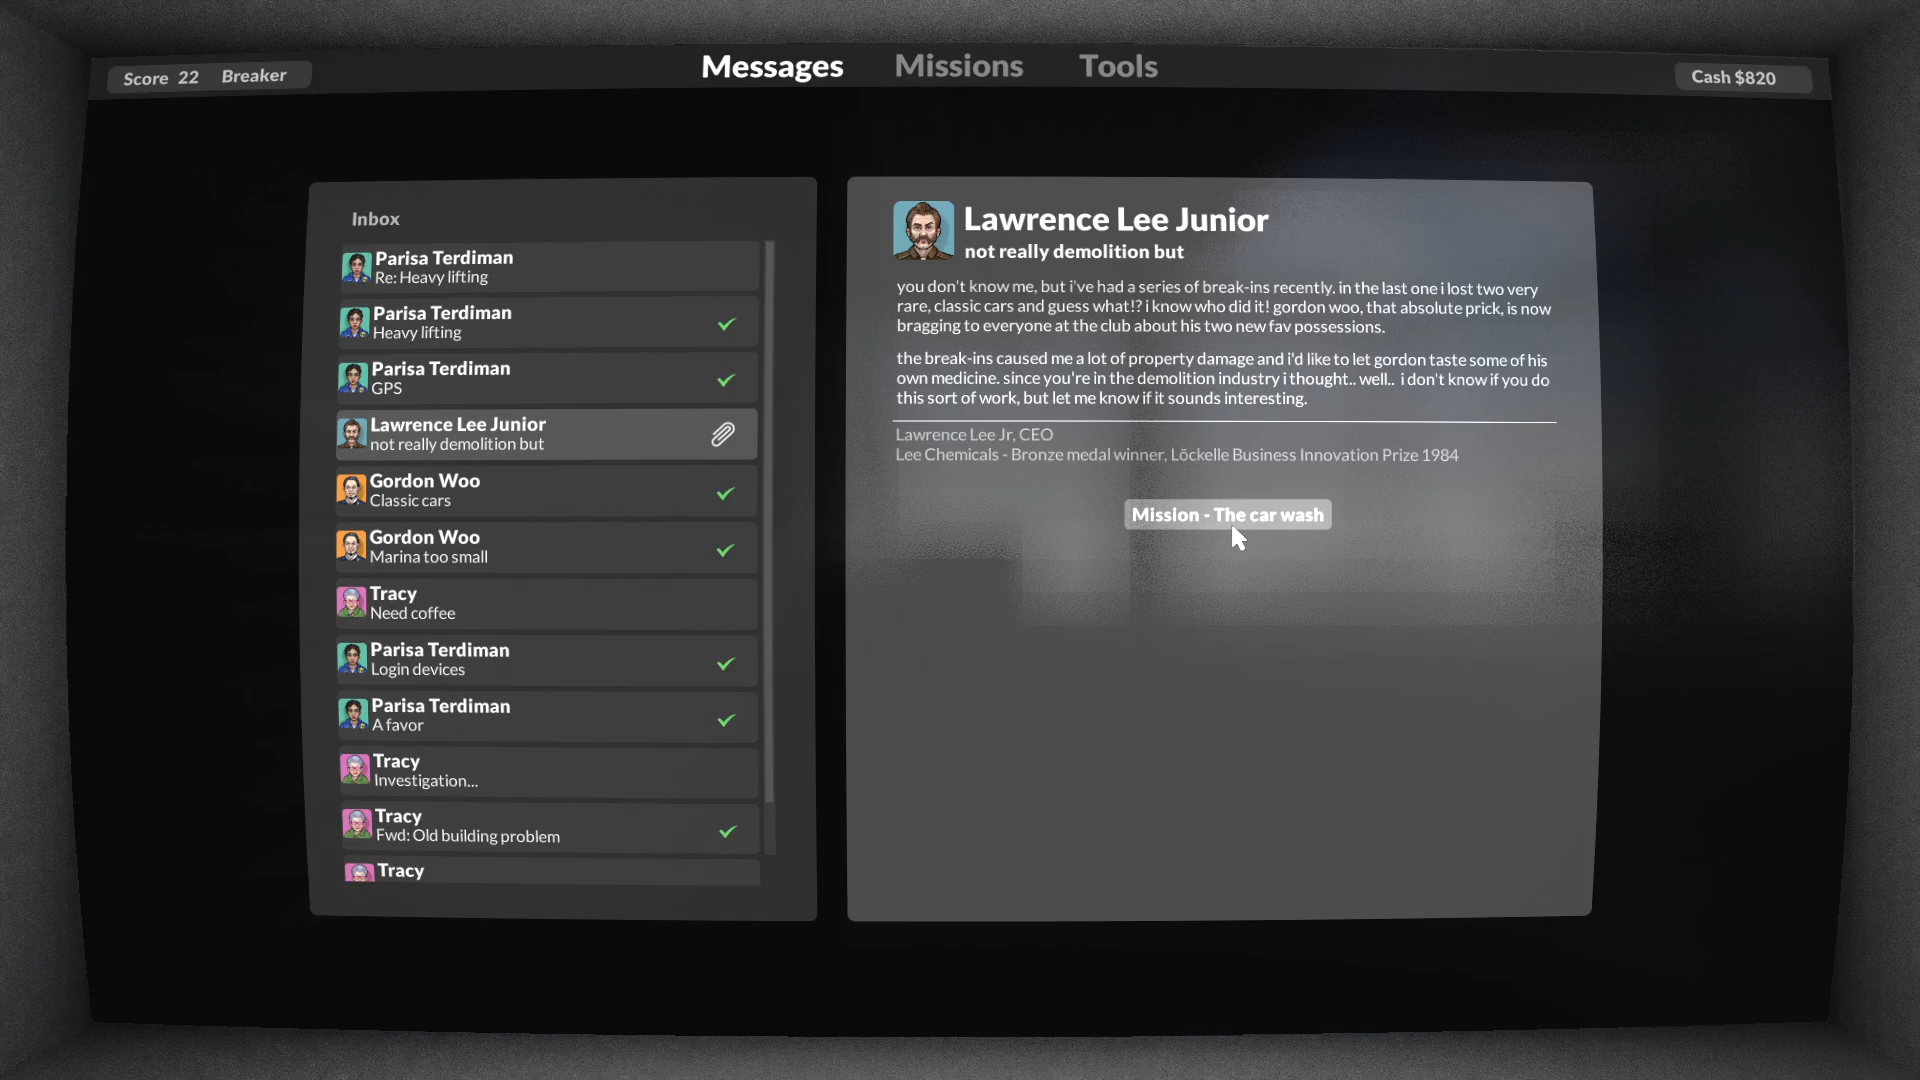 Score 22 Breaker
Messages Missions Tools
Cash $820
Inbox
Parisa Terdiman
Re: Heavy lifting
Parisa Terdiman
Heavy lifting
Parisa Terdiman
GPS
Lawrence Lee Junior
not really demolition but
Gordon Woo
Classic cars
Gordon Woo
Marina too small
Tracy
Need coffee
Parisa Terdiman
Login devices
Parisa Terdiman
A favor
Tracy
Investigation...
Tracy
Fwd: Old building problem
Tracy
Lawrence Lee Junior
not really demolition but
you don't know me, but i've had a series of break-ins recently. in the last one i lost two very
rare, classic cars and guess what!? i know who did it! gordon woo, that absolute prick, is now
bragging to everyone at the club about his two new fav possessions.
the break-ins caused me a lot of property damage and i'd like to let gordon taste some of his
own medicine. since you're in the demolition industry i thought.. well.. i don't know if you do
this sort of work, but let me know if it sounds interesting.
Lawrence Lee Jr, CEO
Lee Chemicals - Bronze medal winner, Löckelle Business Innovation Prize 1984
Mission - The car wash